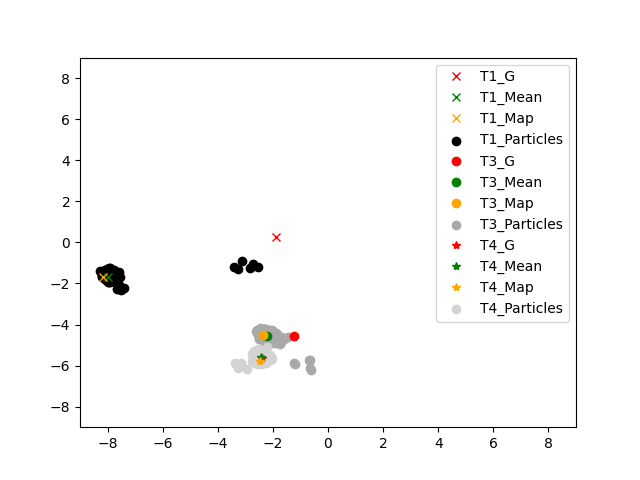 8
6
4
2
0
−2
−4
−6
−8
−8 −6 −4 −2 0 2 4 6 8
T1_G
T1_Mean
T1_Map
T1_Particles
T3_G
T3_Mean
T3_Map
T3_Particles
T4_G
T4_Mean
T4_Map
T4_Particles